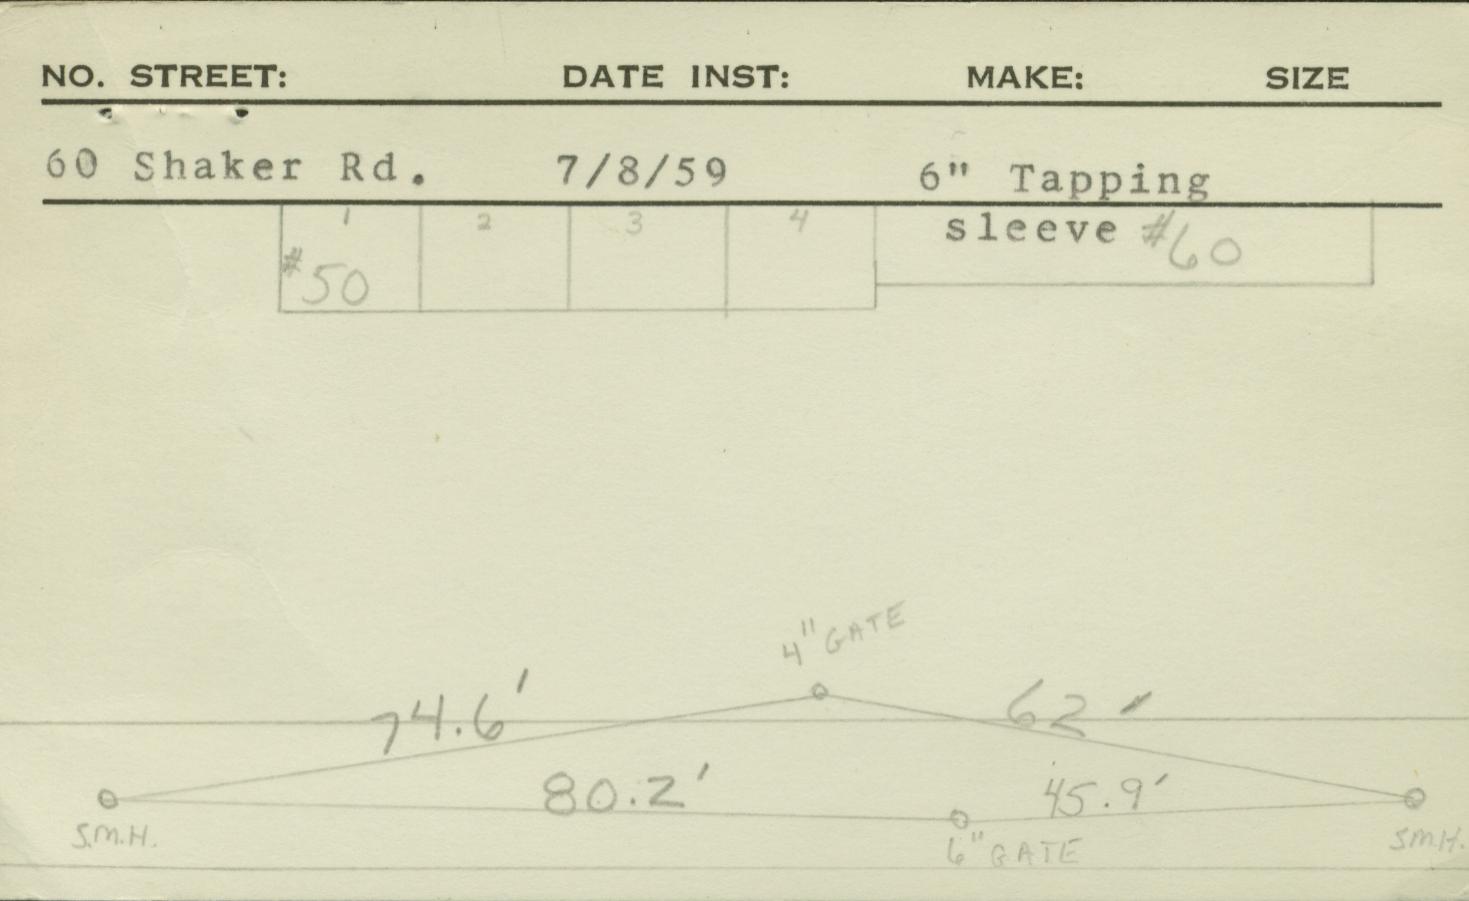 NO. STREET: DATE INST: MAKE: SIZE
60 Shaker Rd. 7/8/59 6" Tapping
sleeve #60
1 2 3 4
#50
4" GATE
74.6' 62'
80.2' 45.9'
S.M.H. 6" GATE S.M.H.